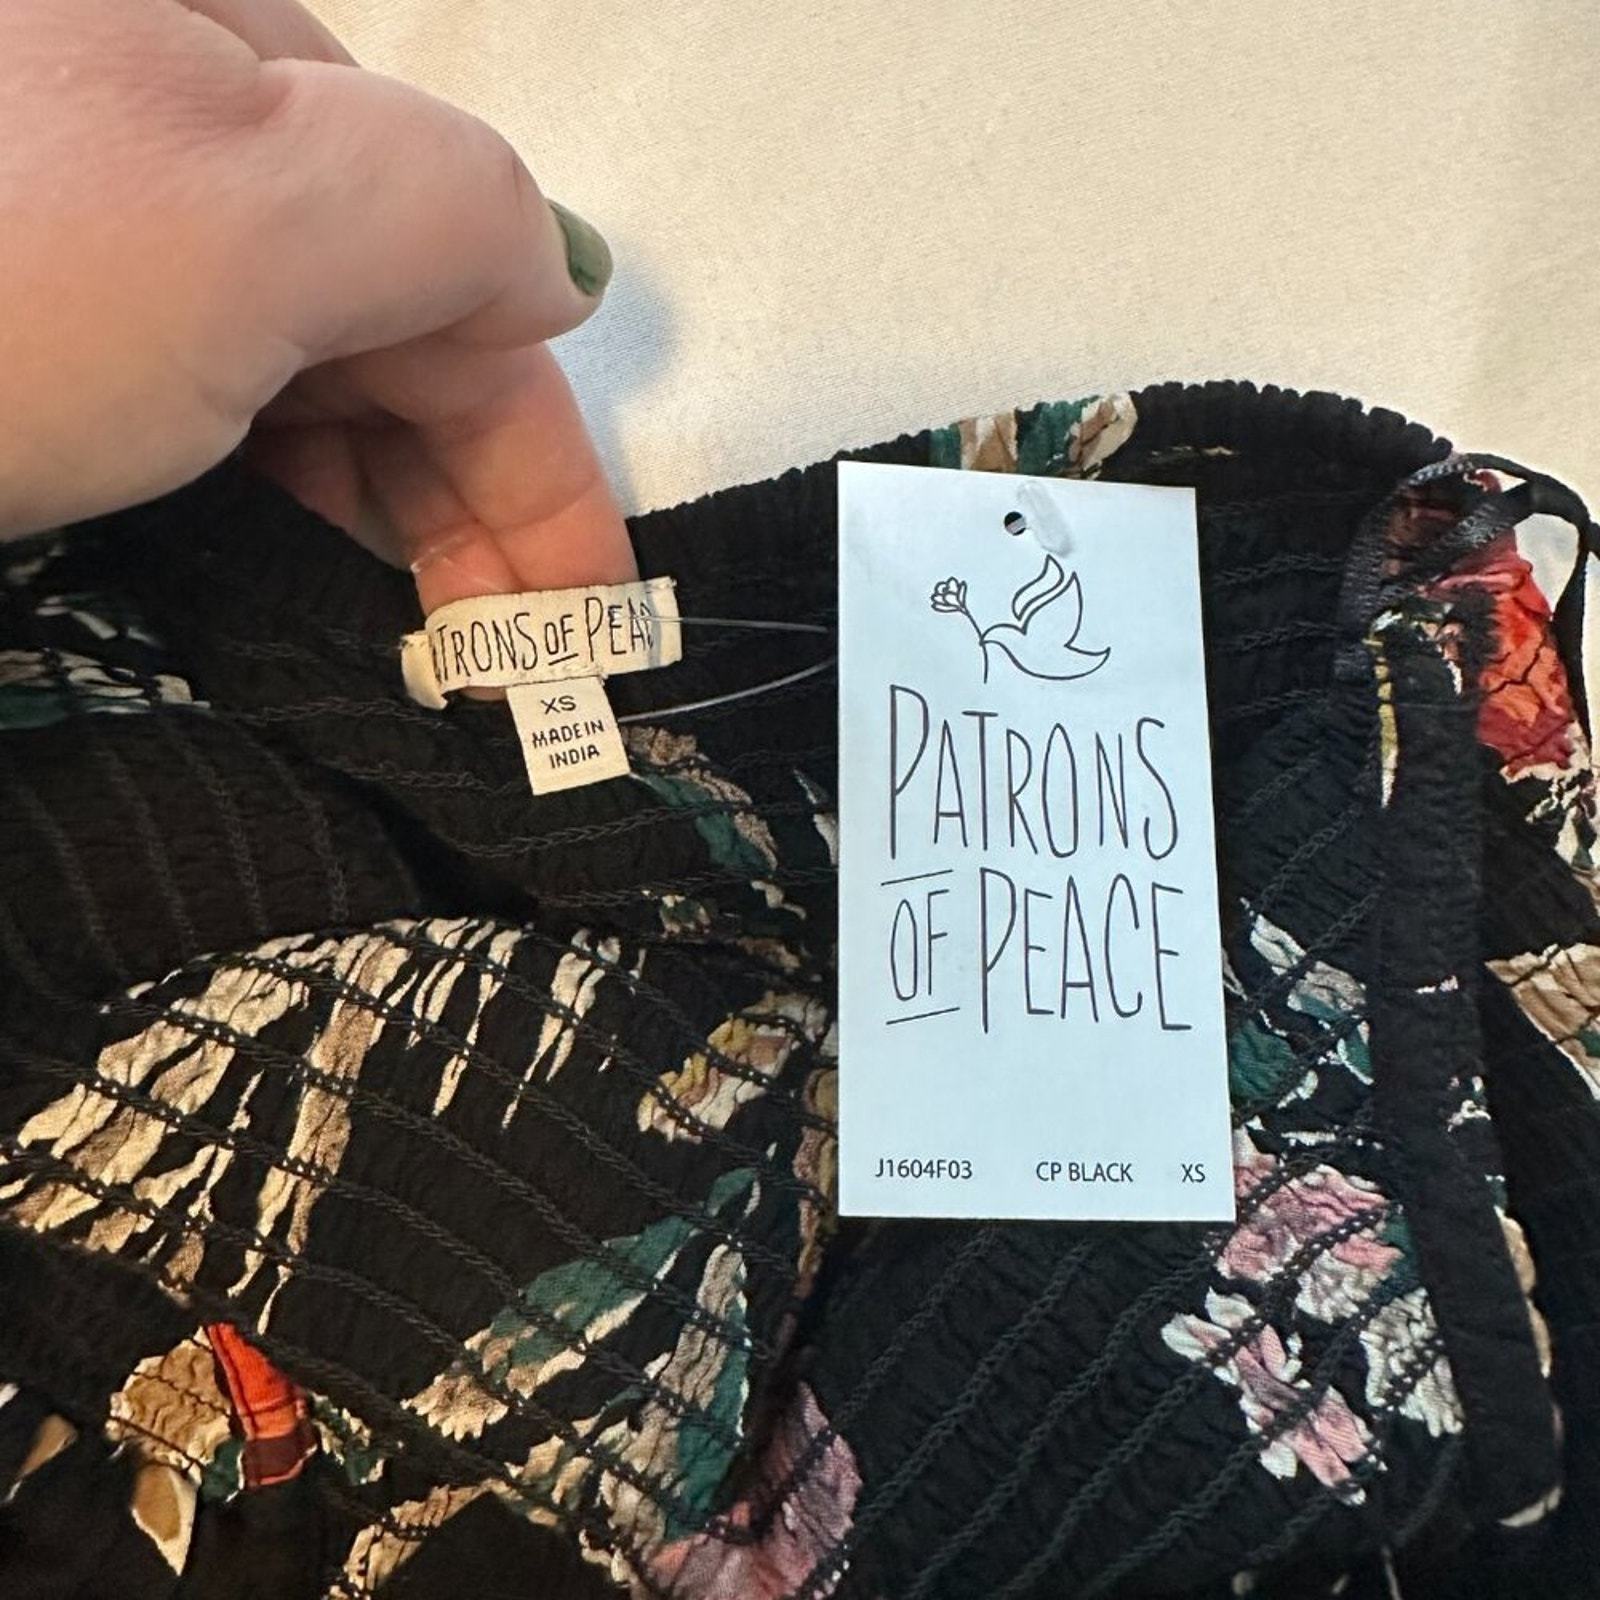 PATRONS OF PEA
XS
MADE IN
INDIA
PATRONS
OF PEACE
J1604F03 CP BLACK XS